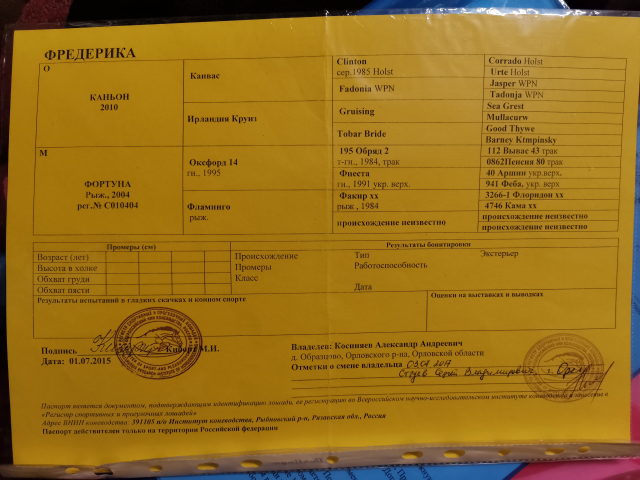 ФРЕДЕРИКА
О
КАНЬОН
2010
Канвас
Ирландия Круиз
Clinton
сер.1985 Holst
Fadonia WPN
Gruising
Tobar Bride
Corrado Holst
Urte Holst
Jasper WPN
Tadonja WPN
Sea Grest
Mullacurw
Good Thywe
Barney Ktmpinsky
М
ФОРТУНА
Рыж., 2004
рег.№ С010404
Оксфорд 14
гн., 1995
Фламинго
рыж.
195 Обряд 2
т-гн., 1984, трак
Фиеста
гн., 1991 укр. верх.
Факир хх
рыж , 1984
происхождение неизвестно
112 Вывас 43 трак
0862Пенсия 80 трак
40 Аршин укр.верх.
941 Феба, укр. верх
3266-1 Флоридон хх
4746 Кама хх
происхождение неизвестно
происхождение неизвестно
Промеры (см)
Возраст (лет)
Высота в холке
Обхват груди
Обхват пясти
Результаты бонитировки
Происхождение
Промеры
Класс
Тип
Работоспособность
Дата
Экстерьер
Результаты испытаний в гладких скачках и конном спорте
Оценки на выставках и выводках
Подпись
Киборт М.И.
Дата: 01.07.2015
Владелец: Коснияев Александр Андреевич
д. Образцово, Орловского р-на, Орловской области
Отметки о смене владельца
Сергей Владимирович, г.
Паспорт является документом, подтверждающим идентификацию лошади, ее регистрацию во Всероссийском научно-исследовательском институте коневодства и занесение в
«Регистр спортивных и прогулочных лошадей»
Адрес ВНИИ коневодства: 391105 п/о Институт коневодства, Рыбновский р-н, Рязанская обл., Россия
Паспорт действителен только на территории Российской федерации